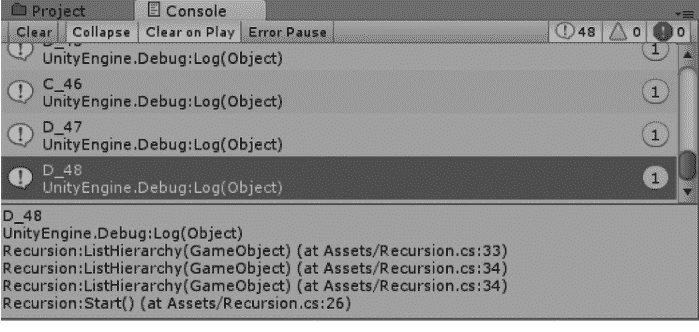 Project Console
Clear Collapse Clear on Play Error Pause 48 0 0
UnityEngine.Debug:Log(Object) 1
C_46
UnityEngine.Debug:Log(Object) 1
D_47
UnityEngine.Debug:Log(Object) 1
D_48
UnityEngine.Debug:Log(Object) 1
D_48
UnityEngine.Debug:Log(Object)
Recursion:ListHierarchy(GameObject) (at Assets/Recursion.cs:33)
Recursion:ListHierarchy(GameObject) (at Assets/Recursion.cs:34)
Recursion:ListHierarchy(GameObject) (at Assets/Recursion.cs:34)
Recursion:Start() (at Assets/Recursion.cs:26)